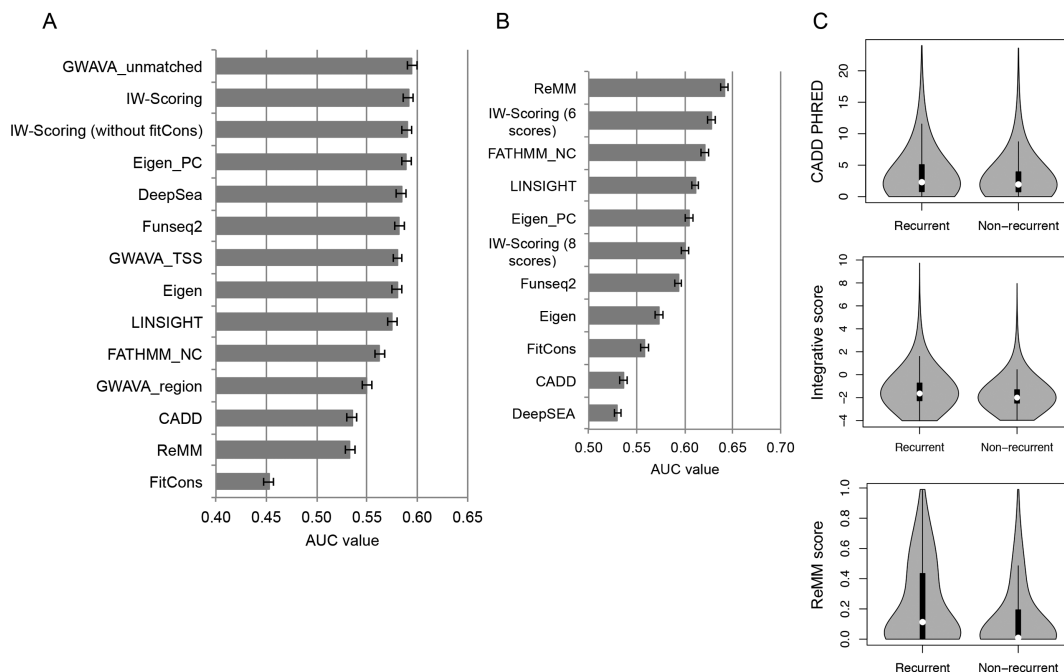 A
GWAVA_unmatched
IW-Scoring
IW-Scoring (without fitCons)
Eigen_PC
DeepSea
Funseq2
GWAVA_TSS
Eigen
LINSIGHT
FATHMM_NC
GWAVA_region
CADD
ReMM
FitCons
0.40 0.45 0.50 0.55 0.60 0.65
AUC value
B
ReMM
IW-Scoring (6
scores)
FATHMM_NC
LINSIGHT
Eigen_PC
IW-Scoring (8
scores)
Funseq2
Eigen
FitCons
CADD
DeepSEA
0.50 0.55 0.60 0.65 0.70
AUC value
C
CADD PHRED
20
15
10
5
0
Recurrent Non−recurrent
Integrative score
10
8
6
4
2
0
−2
−4
Recurrent Non−recurrent
ReMM score
1.0
0.8
0.6
0.4
0.2
0.0
Recurrent Non−recurrent